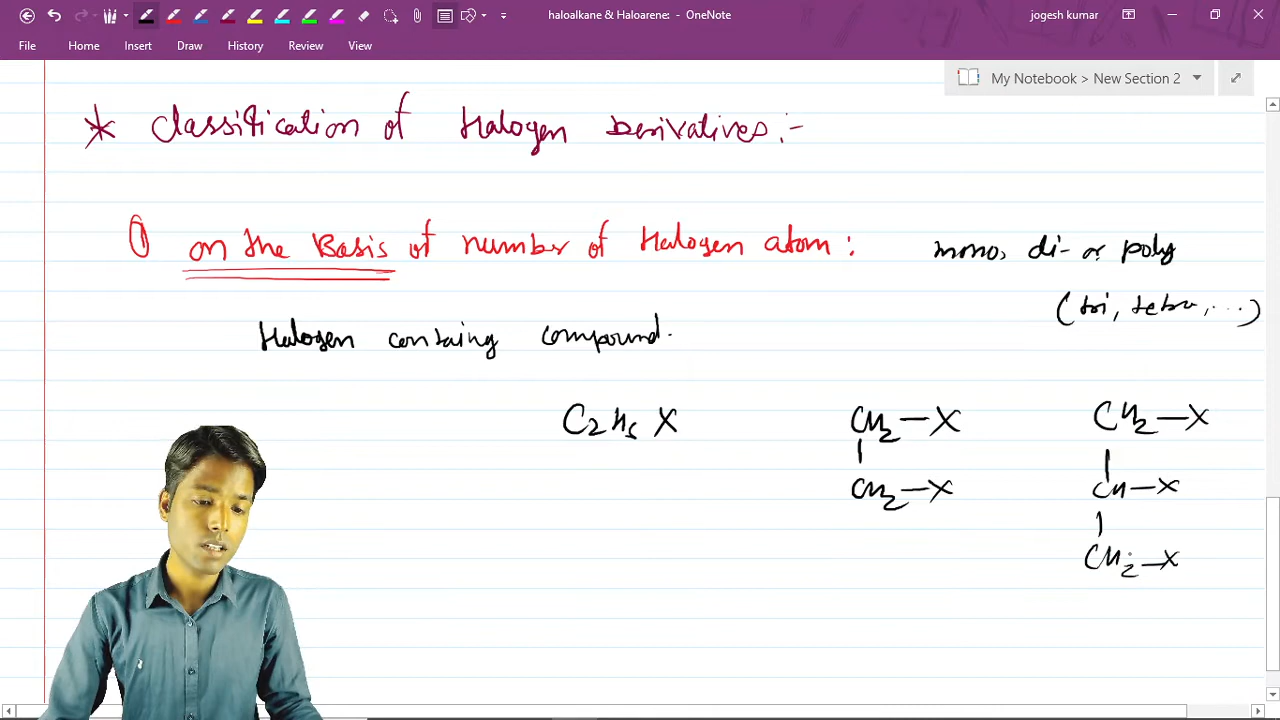 haloalkane & Haloarene: - OneNote
jogesh kumar
File Home Insert Draw History Review View
My Notebook > New Section 2
* Classification of Halogen Derivatives :-
① on the Basis of number of Halogen atom :
mono, di- or poly
(tri, tetra, ....)
Halogen containg compound.
C2H5X
CH2—X
CH2—X
CH2—X
CH—X
CH2—X